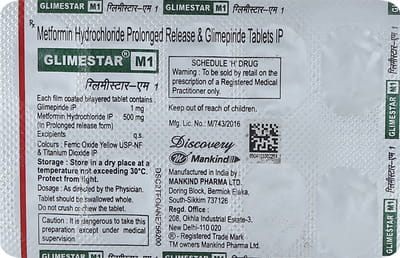 GLIMESTAR® M1 ग्लिमीस्टार-एम 1
Rx
Metformin Hydrochloride Prolonged Release & Glimepiride Tablets IP
GLIMESTAR® M1
ग्लिमीस्टार-एम 1
Each film coated bilayered tablet contains:
Glimepiride IP 1 mg
Metformin Hydrochloride IP 500 mg
(In Prolonged release form)
Excipients q.s.
Colours : Ferric Oxide Yellow USP-NF
& Titanium Dioxide IP
Storage : Store in a dry place at
temperature not exceeding 30°C.
Protect from light.
Dosage : As directed by the Physician.
Tablet should be swallowed whole.
Do not crush or chew the tablet.
Caution : It is dangerous to take this
preparation except under medical
supervision
SCHEDULE 'H' DRUG
Warning : To be sold by retail on the
prescription of a Registered Medical
Practitioner only.
Keep out of reach of children.
Mfg. Lic. No.: M/743/2016
Discovery
Mankind
Manufactured in India by :
MANKIND PHARMA LTD.
Doring Block, Bermiok Elaka,
South-Sikkim 737126
Regd. Office :
208, Okhla Industrial Estate-3,
New Delhi-110 020
®- Registered Trade Mark
TM owners Mankind Pharma Ltd.